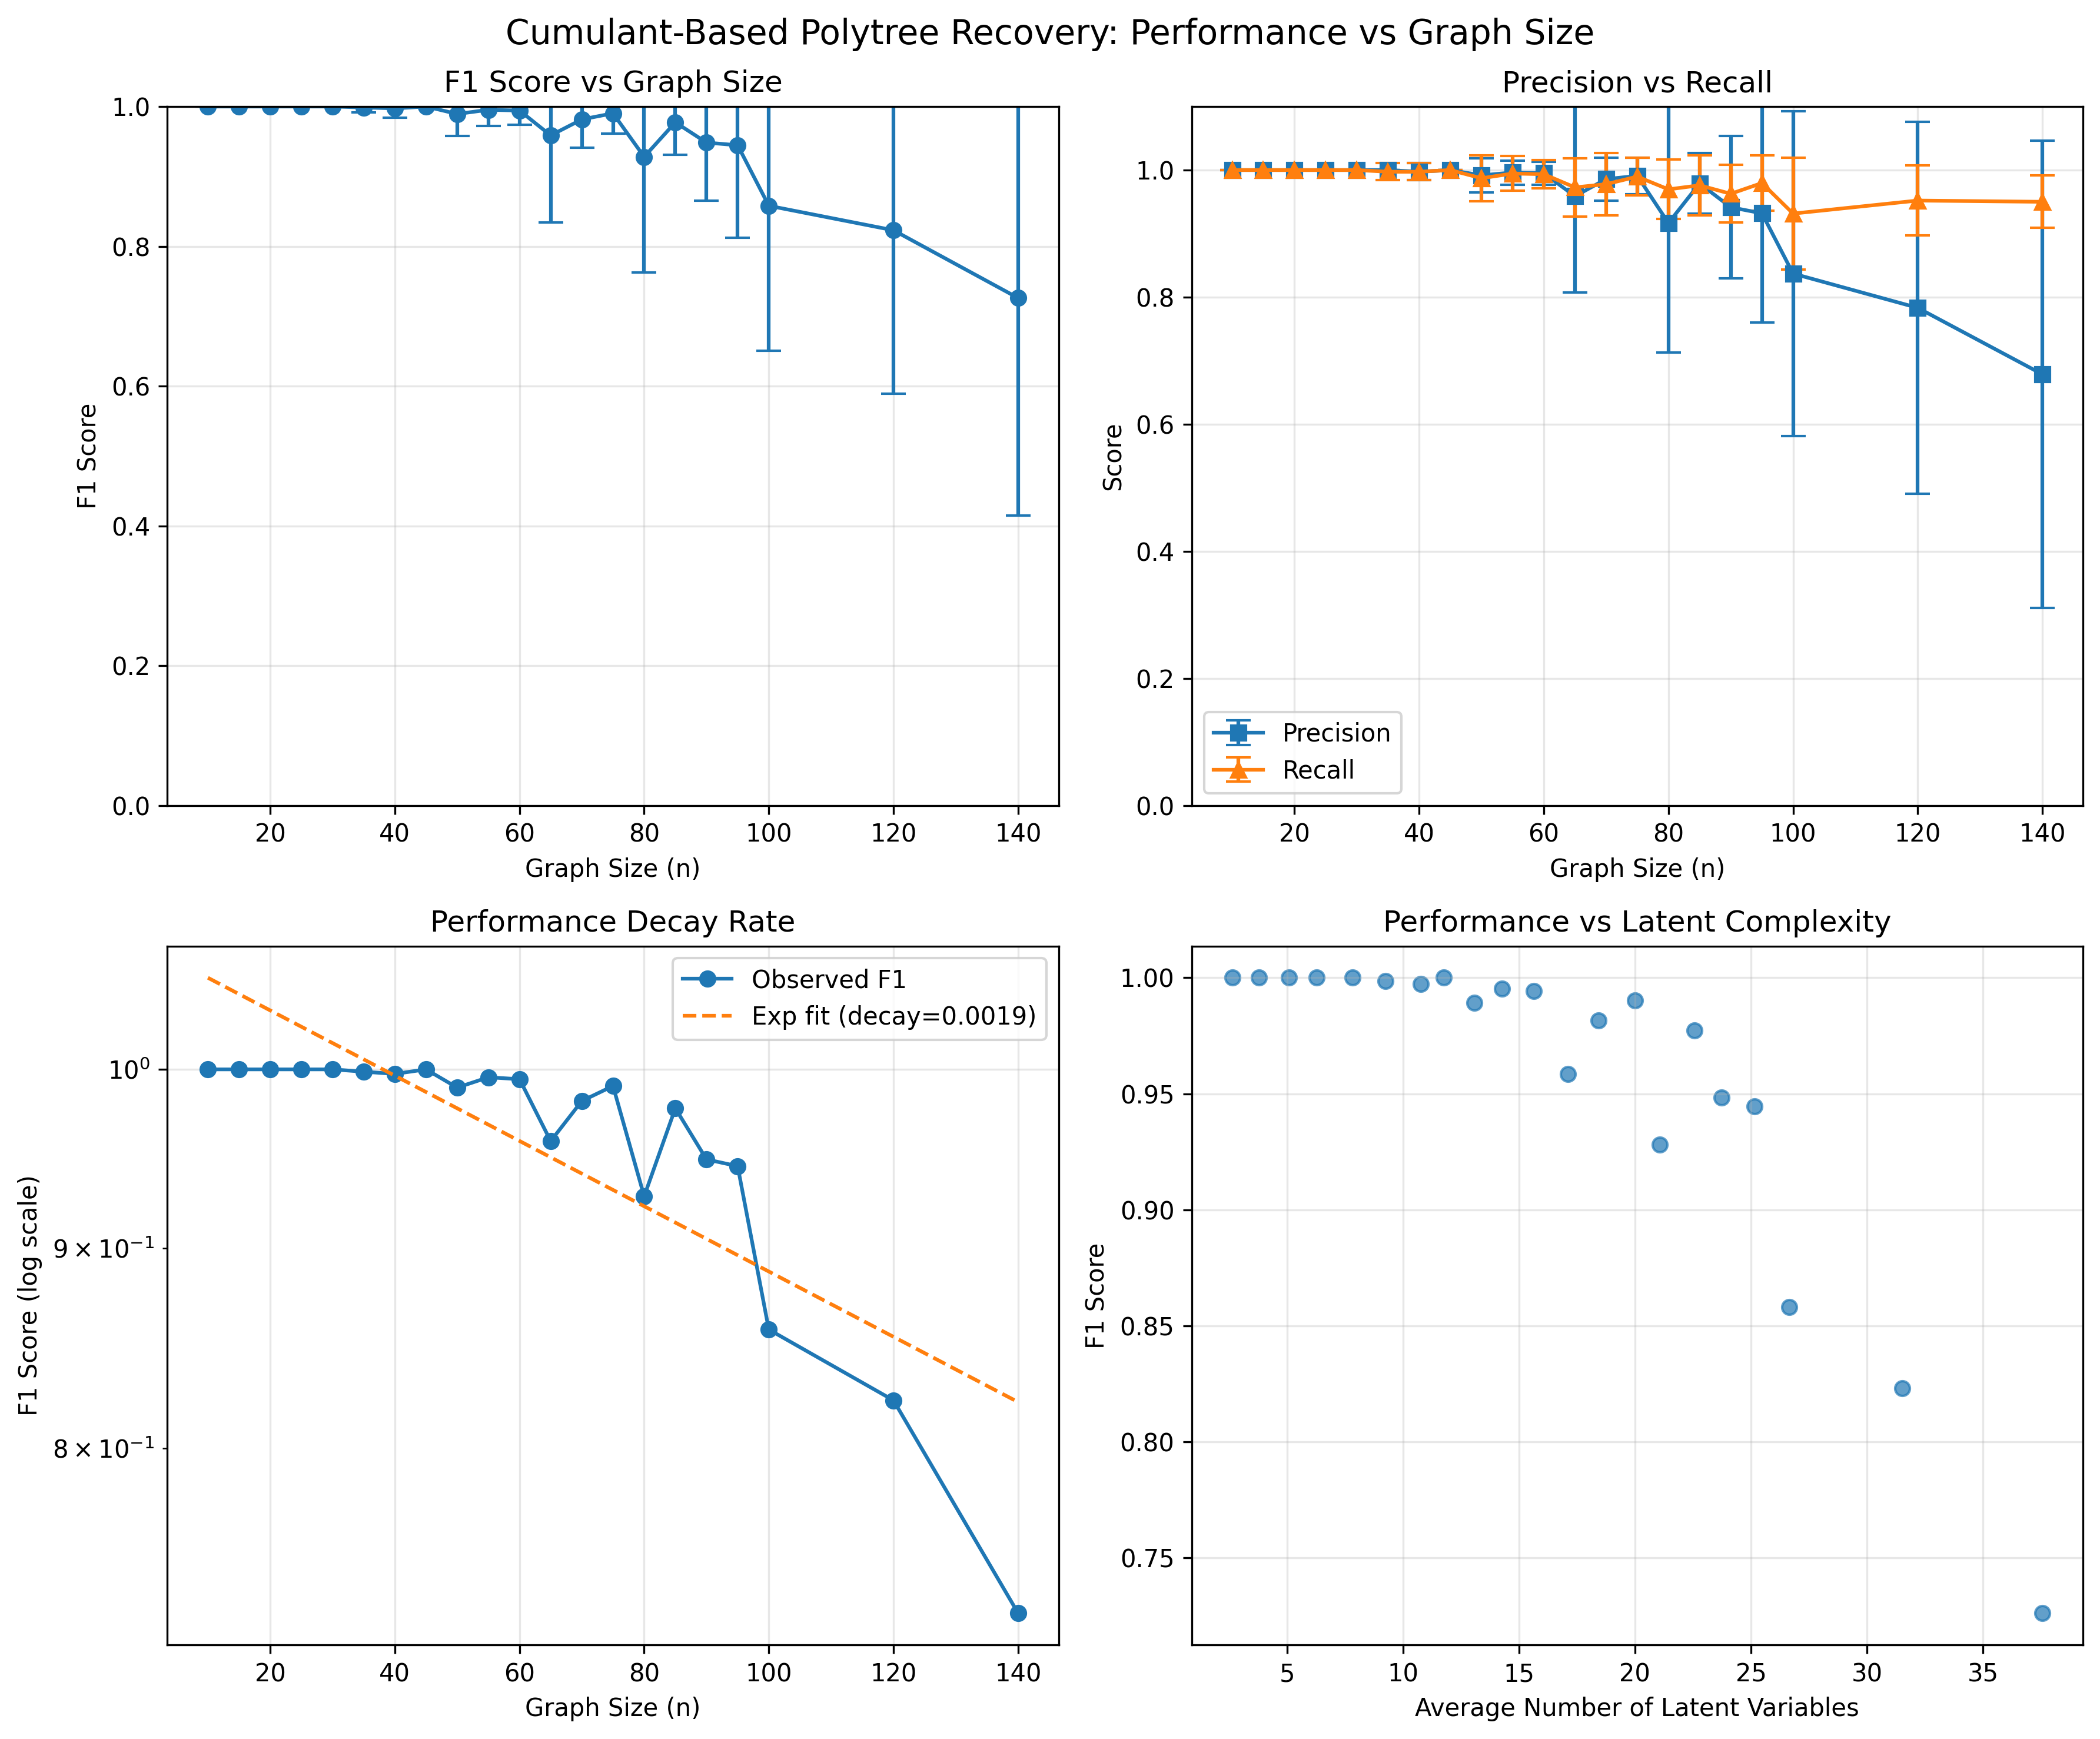 Cumulant-Based Polytree Recovery: Performance vs Graph Size
F1 Score vs Graph Size
1.0
0.8
0.6
0.4
0.2
0.0
F1 Score
20 40 60 80 100 120 140
Graph Size (n)
Precision vs Recall
1.0
0.8
0.6
0.4
0.2
0.0
Score
Precision
Recall
20 40 60 80 100 120 140
Graph Size (n)
Performance Decay Rate
Observed F1
Exp fit (decay=0.0019)
10⁰
9 × 10⁻¹
8 × 10⁻¹
F1 Score (log scale)
20 40 60 80 100 120 140
Graph Size (n)
Performance vs Latent Complexity
1.00
0.95
0.90
0.85
0.80
0.75
F1 Score
5 10 15 20 25 30 35
Average Number of Latent Variables